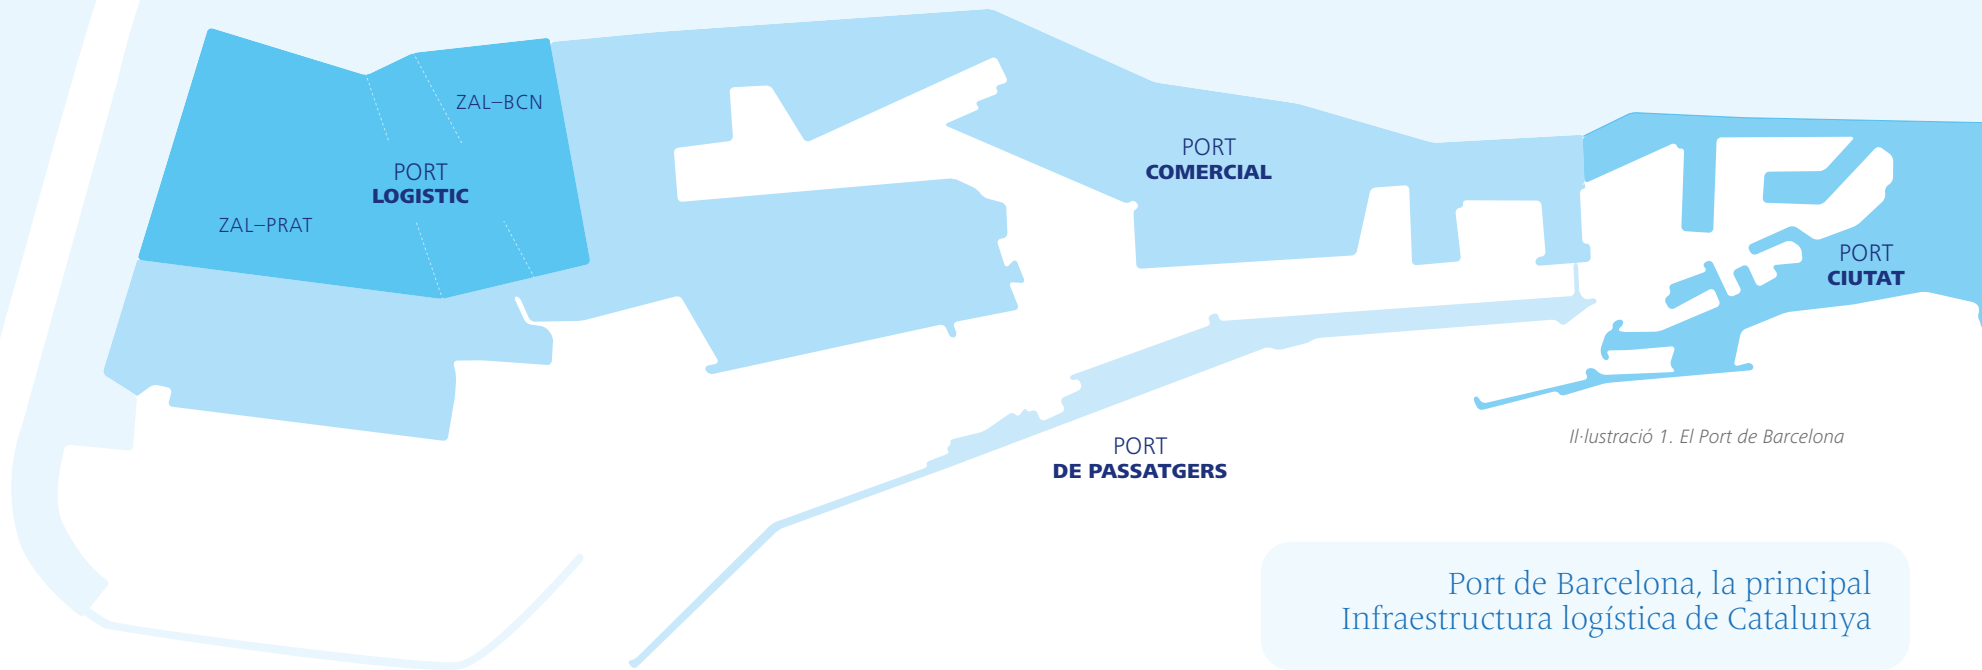 ZAL–BCN
PORT
LOGISTIC
ZAL–PRAT
PORT
COMERCIAL
PORT
CIUTAT
PORT
DE PASSATGERS
Il·lustració 1. El Port de Barcelona
Port de Barcelona, la principal
Infraestructura logística de Catalunya